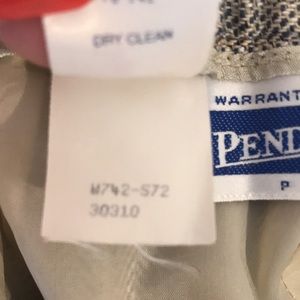 DRY CLEAN
WARRANT
PEND
P
W742-S72
30310